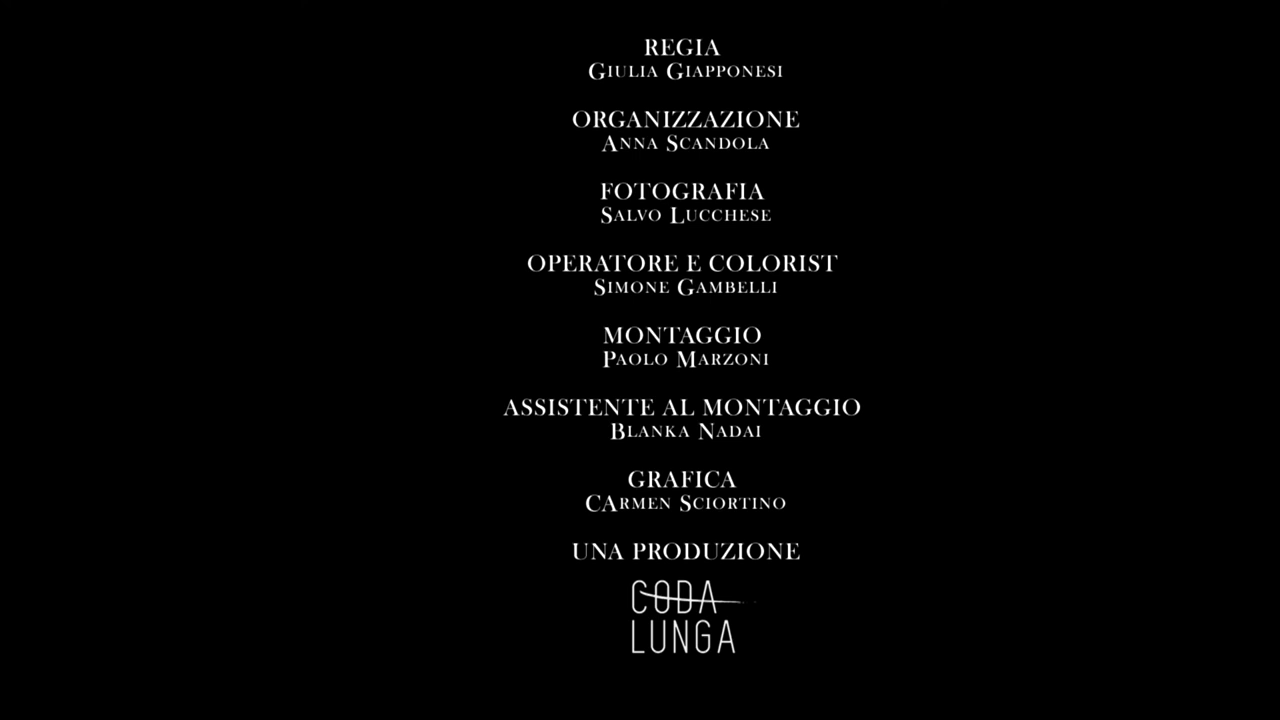 REGIA
Giulia Giapponesi
ORGANIZZAZIONE
Anna Scandola
FOTOGRAFIA
Salvo Lucchese
OPERATORE E COLORIST
Simone Gambelli
MONTAGGIO
Paolo Marzoni
ASSISTENTE AL MONTAGGIO
Blanka Nadai
GRAFICA
CArmen Sciortino
UNA PRODUZIONE
CODA
LUNGA